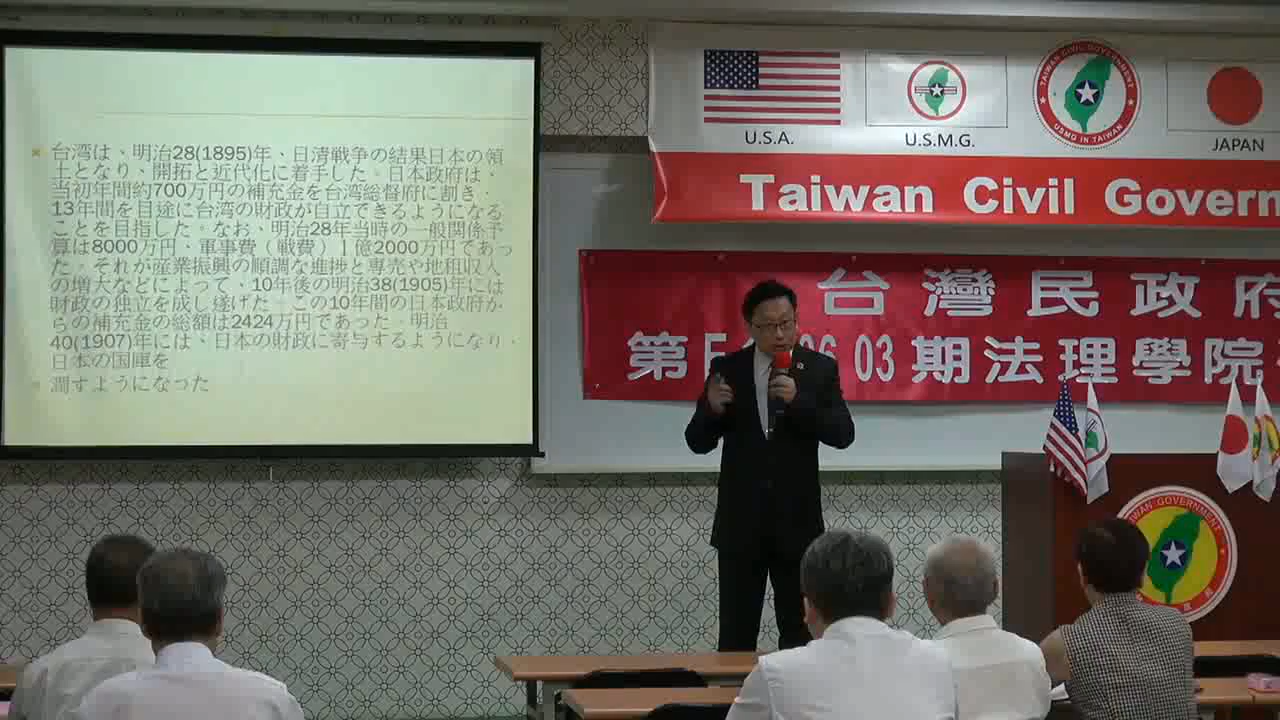 台湾は、明治28(1895)年、日清戦争の結果日本の領
土となり、開拓と近代化に着手した。日本政府は、
当初年間約700万円の補充金を台湾総督府に割き、
13年間を目途に台湾の財政が自立できるようになる
ことを目指した。なお、明治28年当時の一般関係予
算は8000万円、軍事費（戦費）1億2000万円であっ
た。それが産業振興の順調な進捗と専売や地租収入
の増大などによって、10年後の明治38(1905)年には
財政の独立を成し遂げた。この10年間の日本政府か
らの補充金の総額は2424万円であった。明治
40(1907)年には、日本の財政に寄与するようになり、
日本の国庫を
潤すようになった
U.S.A.
U.S.M.G.
TAIWAN CIVIL GOVERNMENT
USMG IN TAIWAN
JAPAN
Taiwan Civil Govern
台灣民政府
第 03期法理學院
TAIWAN GOVERNMENT